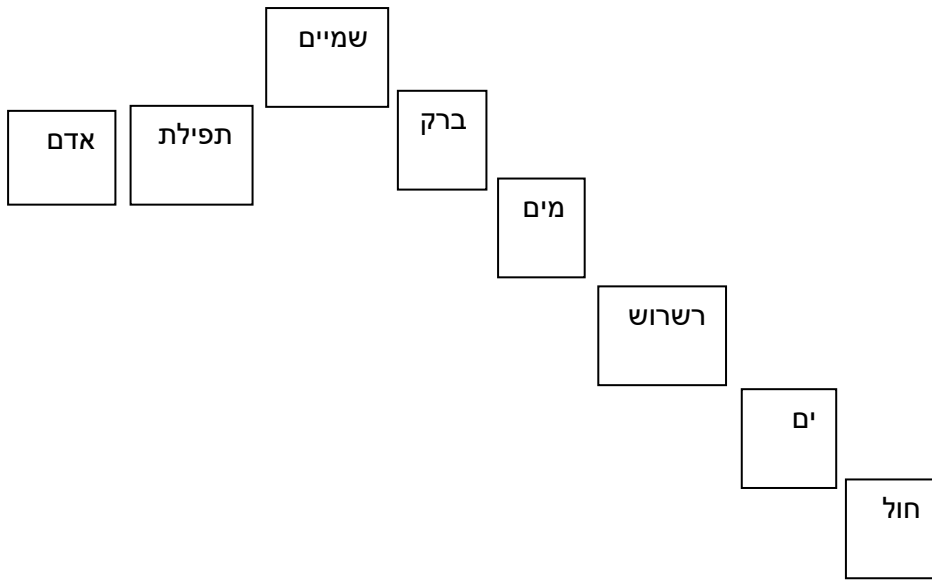 חול
ים
רשרוש
מים
ברק
שמיים
תפילת
אדם